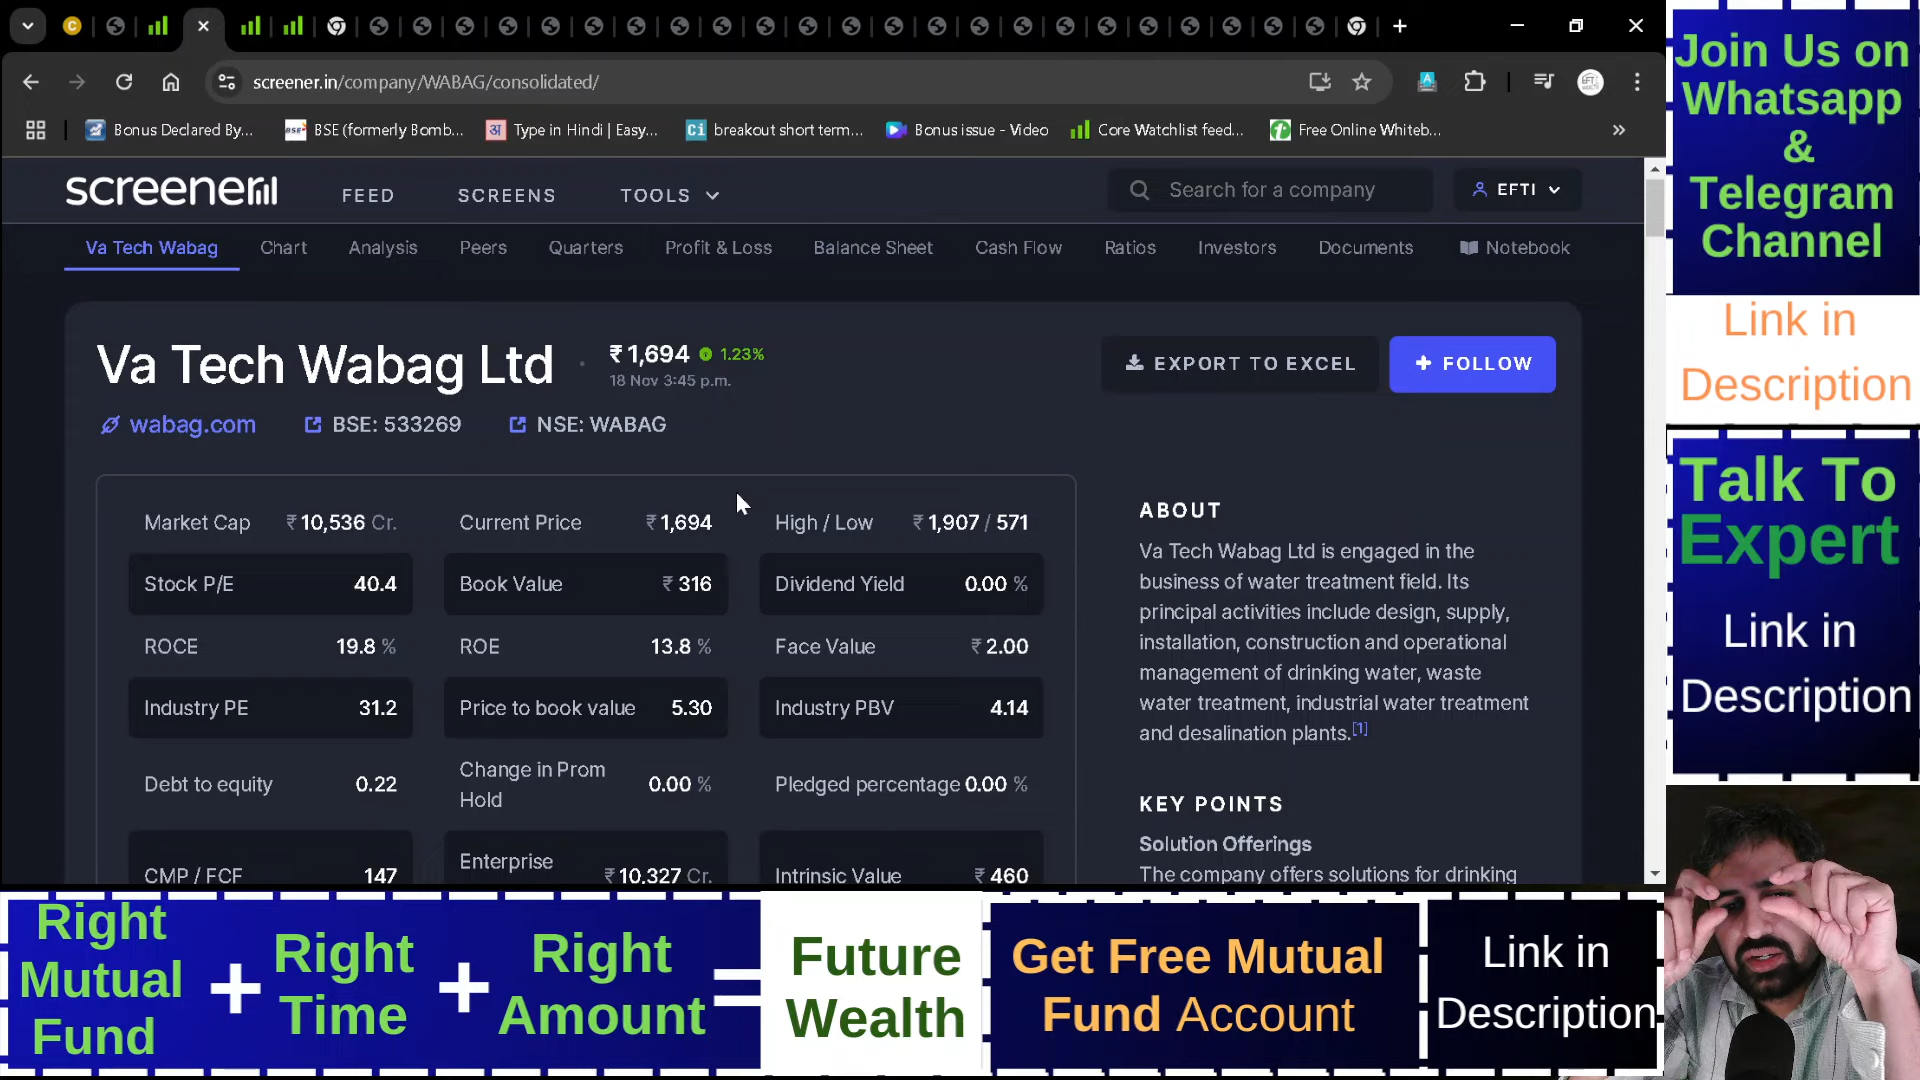 screener.in/company/WABAG/consolidated/
Bonus Declared By...
BSE (formerly Bomb...
Type in Hindi | Easy...
breakout short term...
Bonus issue - Video
Core Watchlist feed...
Free Online Whiteb...
screener
FEED
SCREENS
TOOLS
Search for a company
EFTI
Va Tech Wabag
Chart
Analysis
Peers
Quarters
Profit & Loss
Balance Sheet
Cash Flow
Ratios
Investors
Documents
Notebook
Va Tech Wabag Ltd
₹ 1,694 1.23%
18 Nov 3:45 p.m.
EXPORT TO EXCEL
+ FOLLOW
wabag.com
BSE: 533269
NSE: WABAG
Market Cap ₹ 10,536 Cr.
Current Price ₹ 1,694
High / Low ₹ 1,907 / 571
Stock P/E 40.4
Book Value ₹ 316
Dividend Yield 0.00 %
ROCE 19.8 %
ROE 13.8 %
Face Value ₹ 2.00
Industry PE 31.2
Price to book value 5.30
Industry PBV 4.14
Debt to equity 0.22
Change in Prom
Hold 0.00 %
Pledged percentage 0.00 %
CMP / FCF 147
Enterprise
₹ 10,327 Cr.
Intrinsic Value ₹ 460
ABOUT
Va Tech Wabag Ltd is engaged in the
business of water treatment field. Its
principal activities include design, supply,
installation, construction and operational
management of drinking water, waste
water treatment, industrial water treatment
and desalination plants.[1]
KEY POINTS
Solution Offerings
The company offers solutions for drinking
Join Us on
Whatsapp
&
Telegram
Channel
Link in
Description
Talk To
Expert
Link in
Description
Right
Mutual
Fund
+
Right
Time
+
Right
Amount
=
Future
Wealth
Get Free Mutual
Fund Account
Link in
Description